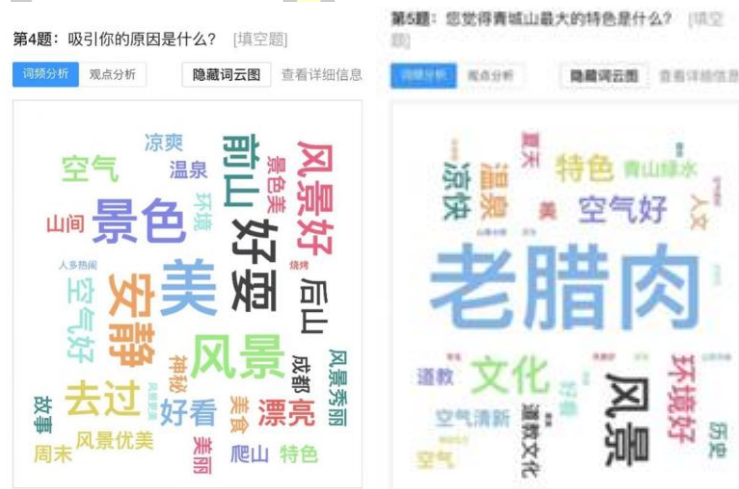 第4题：吸引你的原因是什么? [填空题]
词频分析 观点分析 隐藏词云图 查看详细信息
凉爽
空气
温泉
前山
景色美
风景好
环境
山间
景色
好耍
人多热闹
烧烤
空气好
安静
美
后山
风景
神秘
成都
风景秀丽
去过
故事
好看
美食
漂亮
风景优美
周末
美丽
爬山
特色
第5题：您觉得青城山最大的特色是什么? [填空题]
词频分析 观点分析 隐藏词云图 查看详细信息
夏天
凉快
温泉
特色
青山绿水
空气好
人文
老腊肉
道教
文化
好看
风景
环境好
空气清新
道教文化
历史
空气